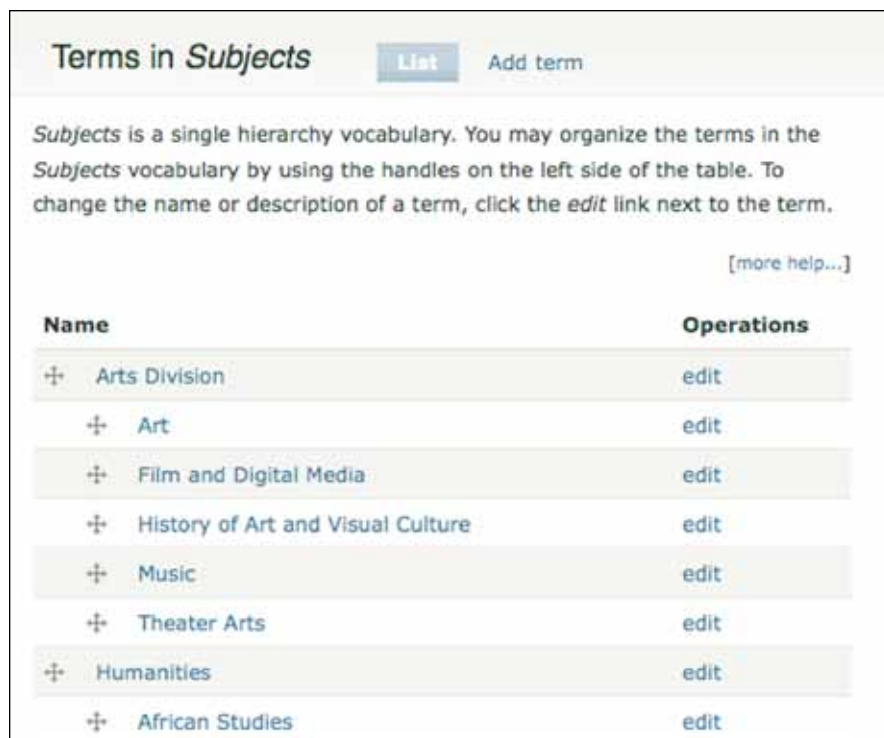 Terms in Subjects List Add term
Subjects is a single hierarchy vocabulary. You may organize the terms in the
Subjects vocabulary by using the handles on the left side of the table. To
change the name or description of a term, click the edit link next to the term.
[more help...]
Name Operations
Arts Division edit
Art edit
Film and Digital Media edit
History of Art and Visual Culture edit
Music edit
Theater Arts edit
Humanities edit
African Studies edit